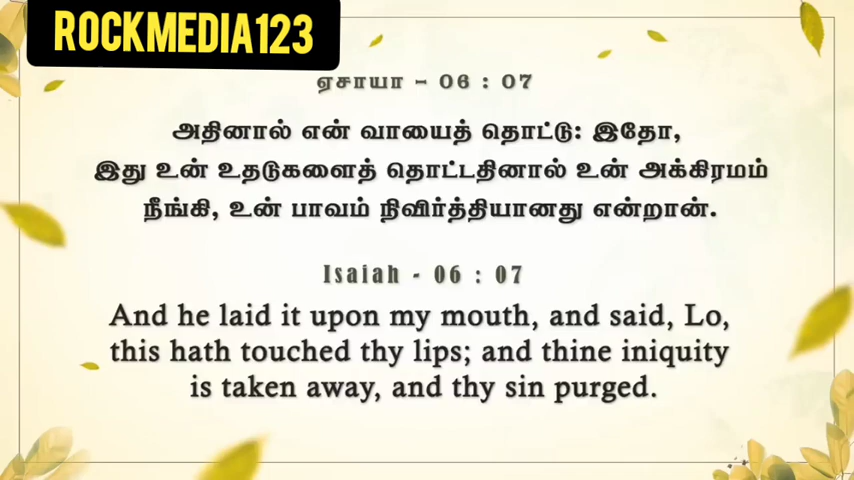 ROCKMEDIA123
ஏசாயா - 06 : 07
அதினால் என் வாயைத் தொட்டு: இதோ,
இது உன் உதடுகளைத் தொட்டதினால் உன் அக்கிரமம்
நீங்கி, உன் பாவம் நிவிர்த்தியானது என்றான்.
Isaiah - 06 : 07
And he laid it upon my mouth, and said, Lo,
this hath touched thy lips; and thine iniquity
is taken away, and thy sin purged.